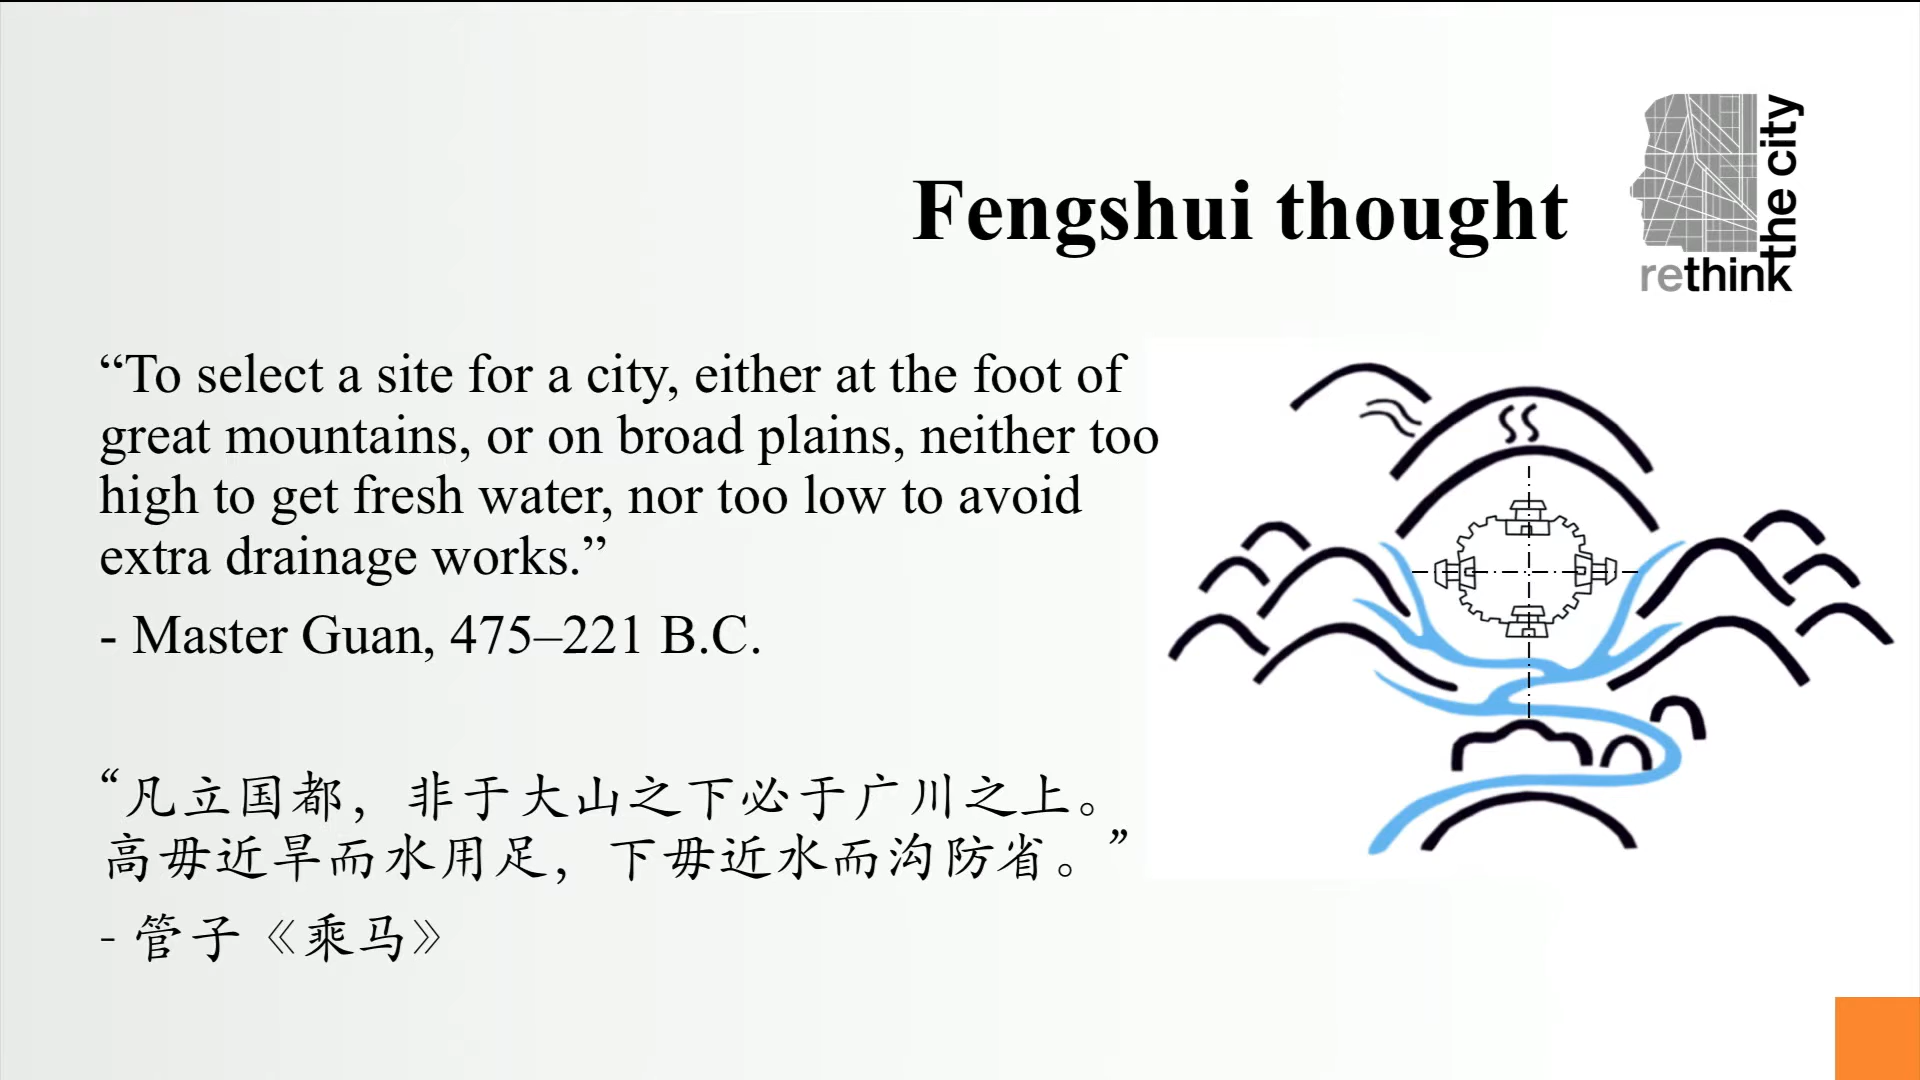 Fengshui thought
rethink
the city
“To select a site for a city, either at the foot of
great mountains, or on broad plains, neither too
high to get fresh water, nor too low to avoid
extra drainage works.”
- Master Guan, 475–221 B.C.
“凡立国都，非于大山之下必于广川之上。
高毋近旱而水用足，下毋近水而沟防省。”
- 管子《乘马》